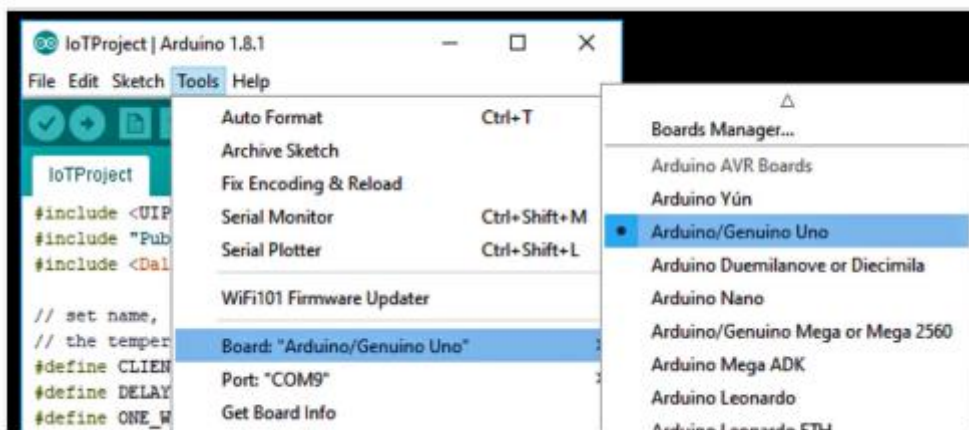 IoTProject | Arduino 1.8.1
File Edit Sketch Tools Help
IoTProject
#include <UIP
#include "Pub
#include <Dal
// set name,
// the temper
#define CLIEN
#define DELAY
#define ONE_W
Auto Format Ctrl+T
Archive Sketch
Fix Encoding & Reload
Serial Monitor Ctrl+Shift+M
Serial Plotter Ctrl+Shift+L
WiFi101 Firmware Updater
Board: "Arduino/Genuino Uno"
Port: "COM9"
Get Board Info
Boards Manager...
Arduino AVR Boards
Arduino Yún
Arduino/Genuino Uno
Arduino Duemilanove or Diecimila
Arduino Nano
Arduino/Genuino Mega or Mega 2560
Arduino Mega ADK
Arduino Leonardo
Arduino Leonardo ETH